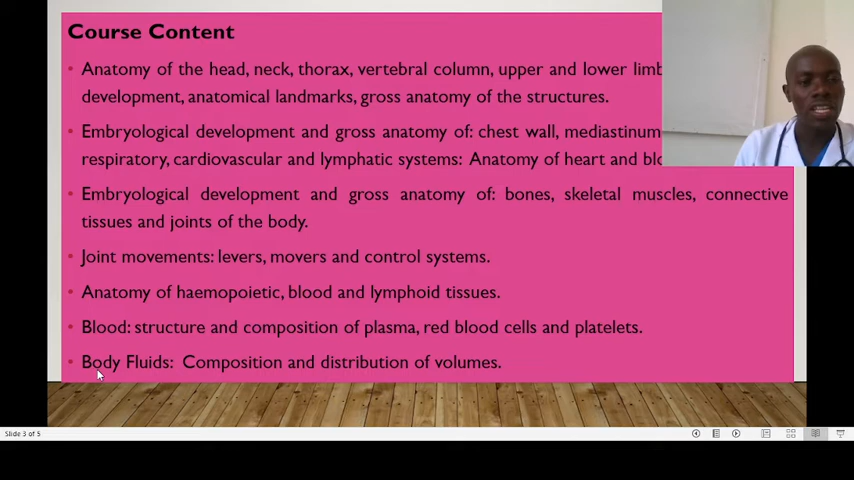 Course Content
• Anatomy of the head, neck, thorax, vertebral column, upper and lower limb
development, anatomical landmarks, gross anatomy of the structures.
• Embryological development and gross anatomy of: chest wall, mediastinum
respiratory, cardiovascular and lymphatic systems: Anatomy of heart and
• Embryological development and gross anatomy of: bones, skeletal muscles, connective
tissues and joints of the body.
• Joint movements: levers, movers and control systems.
• Anatomy of haemopoietic, blood and lymphoid tissues.
• Blood: structure and composition of plasma, red blood cells and platelets.
• Body Fluids: Composition and distribution of volumes.
Slide 3 of 5